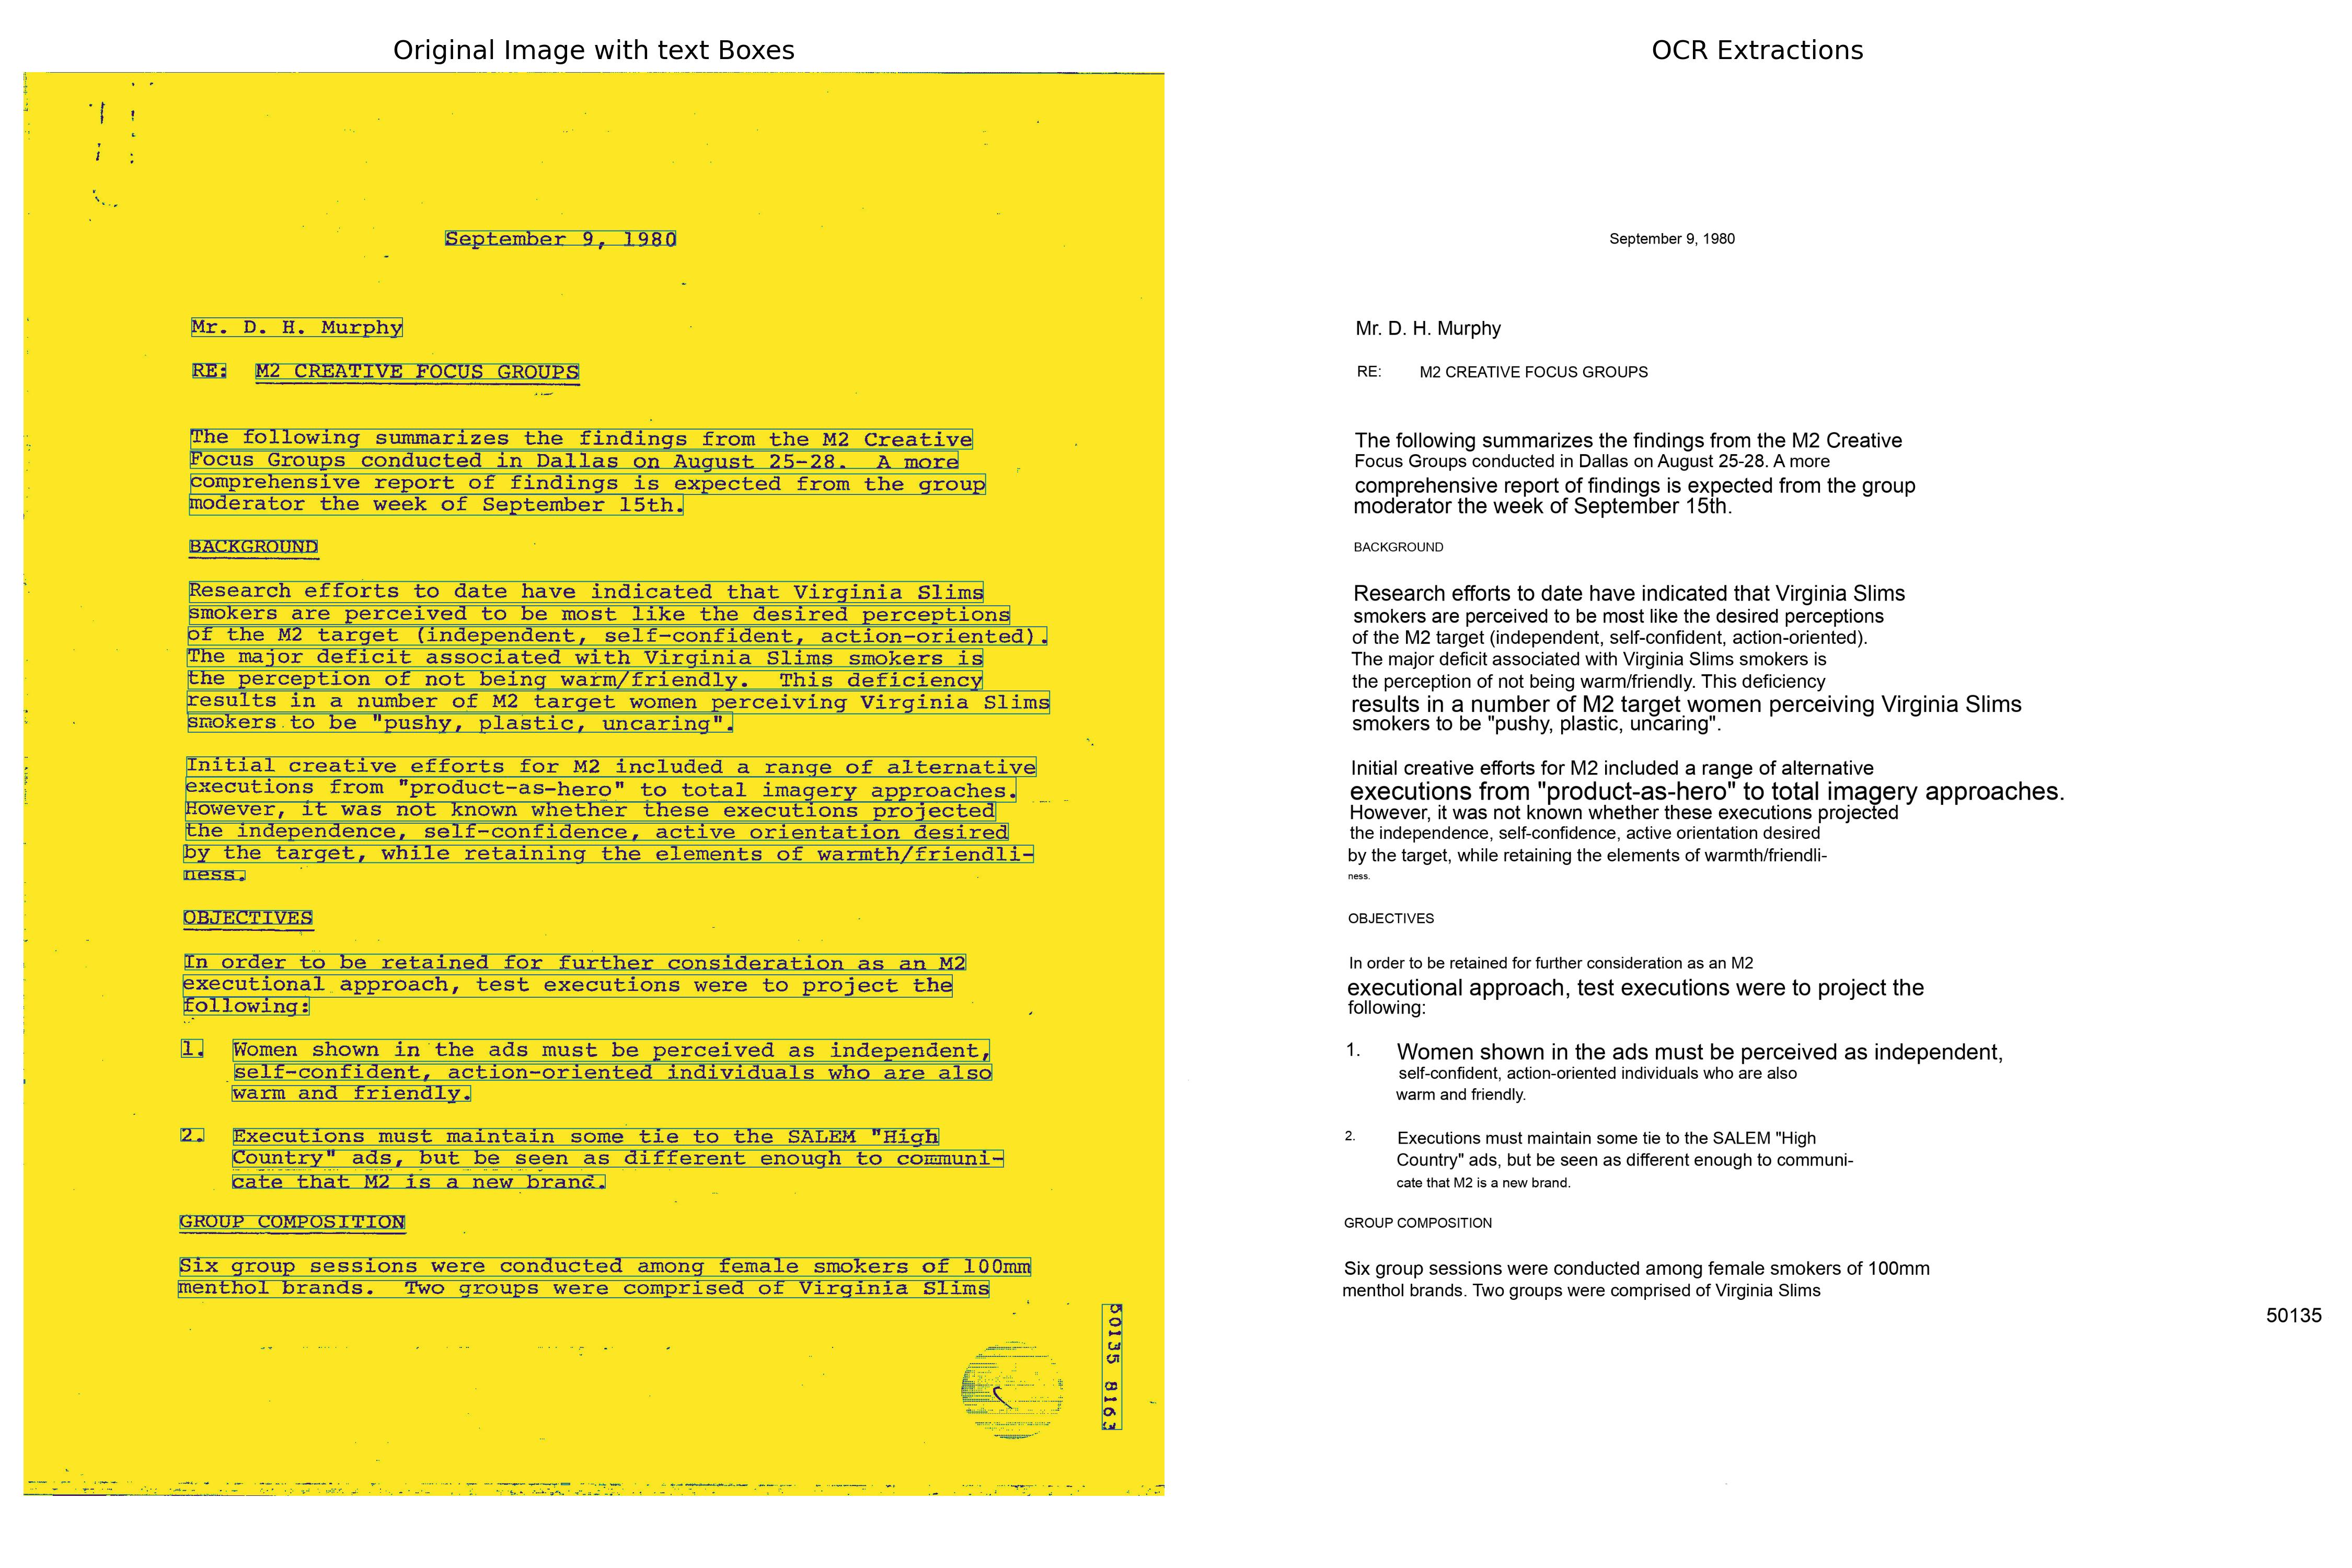 Original Image with text Boxes
September 9, 1980
Mr. D. H. Murphy
RE: M2 CREATIVE FOCUS GROUPS
The following summarizes the findings from the M2 Creative
Focus Groups conducted in Dallas on August 25-28. A more
comprehensive report of findings is expected from the group
moderator the week of September 15th.
BACKGROUND
Research efforts to date have indicated that Virginia Slims
smokers are perceived to be most like the desired perceptions
of the M2 target (independent, self-confident, action-oriented).
The major deficit associated with Virginia Slims smokers is
the perception of not being warm/friendly. This deficiency
results in a number of M2 target women perceiving Virginia Slims
smokers to be "pushy, plastic, uncaring".
Initial creative efforts for M2 included a range of alternative
executions from "product-as-hero" to total imagery approaches.
However, it was not known whether these executions projected
the independence, self-confidence, active orientation desired
by the target, while retaining the elements of warmth/friendli-
ness.
OBJECTIVES
In order to be retained for further consideration as an M2
executional approach, test executions were to project the
following:
1. Women shown in the ads must be perceived as independent,
self-confident, action-oriented individuals who are also
warm and friendly.
2. Executions must maintain some tie to the SALEM "High
Country" ads, but be seen as different enough to communi-
cate that M2 is a new brand.
GROUP COMPOSITION
Six group sessions were conducted among female smokers of 100mm
menthol brands. Two groups were comprised of Virginia Slims
50135 8163
OCR Extractions
September 9, 1980
Mr. D. H. Murphy
RE: M2 CREATIVE FOCUS GROUPS
The following summarizes the findings from the M2 Creative
Focus Groups conducted in Dallas on August 25-28. A more
comprehensive report of findings is expected from the group
moderator the week of September 15th.
BACKGROUND
Research efforts to date have indicated that Virginia Slims
smokers are perceived to be most like the desired perceptions
of the M2 target (independent, self-confident, action-oriented).
The major deficit associated with Virginia Slims smokers is
the perception of not being warm/friendly. This deficiency
results in a number of M2 target women perceiving Virginia Slims
smokers to be "pushy, plastic, uncaring".
Initial creative efforts for M2 included a range of alternative
executions from "product-as-hero" to total imagery approaches.
However, it was not known whether these executions projected
the independence, self-confidence, active orientation desired
by the target, while retaining the elements of warmth/friendli-
ness.
OBJECTIVES
In order to be retained for further consideration as an M2
executional approach, test executions were to project the
following:
1. Women shown in the ads must be perceived as independent,
self-confident, action-oriented individuals who are also
warm and friendly.
2. Executions must maintain some tie to the SALEM "High
Country" ads, but be seen as different enough to communi-
cate that M2 is a new brand.
GROUP COMPOSITION
Six group sessions were conducted among female smokers of 100mm
menthol brands. Two groups were comprised of Virginia Slims
50135